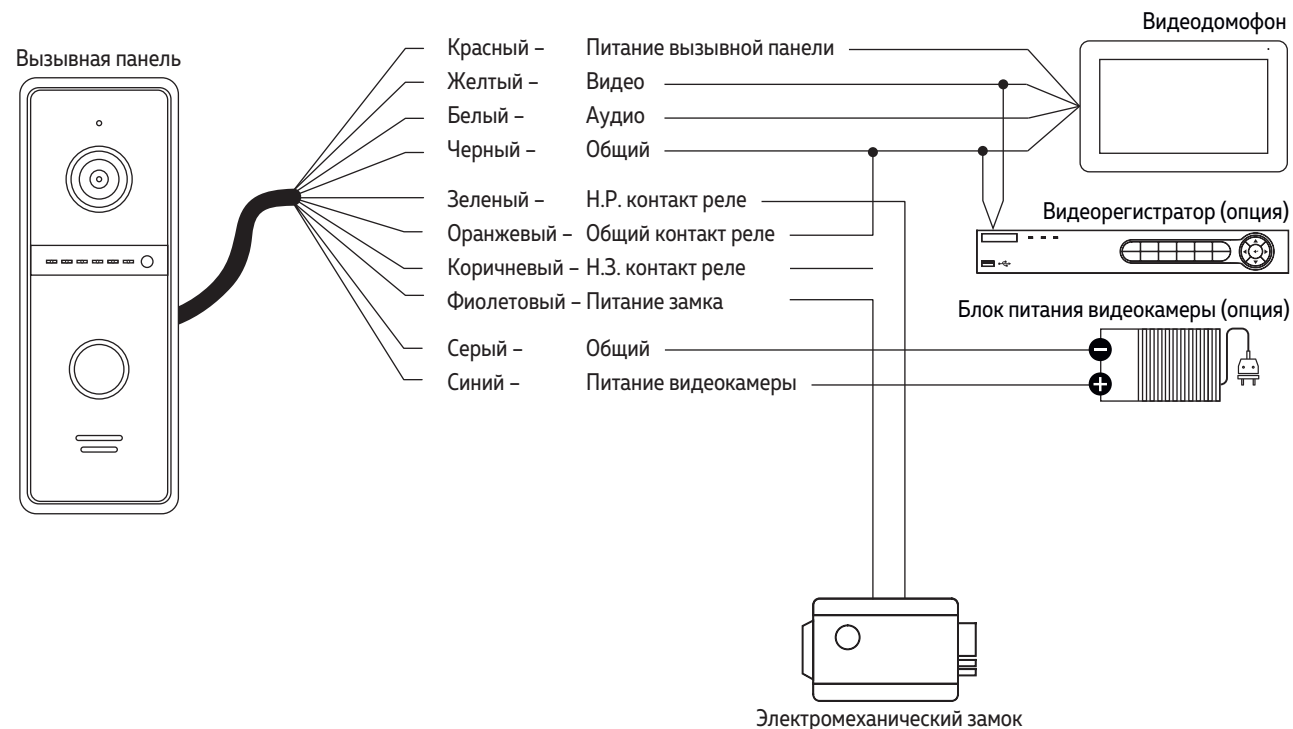 Видеодомофон
Вызывная панель
Красный – Питание вызывной панели
Желтый – Видео
Белый – Аудио
Черный – Общий
Зеленый – Н.Р. контакт реле
Оранжевый – Общий контакт реле
Коричневый – Н.З. контакт реле
Фиолетовый – Питание замка
Серый – Общий
Синий – Питание видеокамеры
Видеорегистратор (опция)
Блок питания видеокамеры (опция)
Электромеханический замок